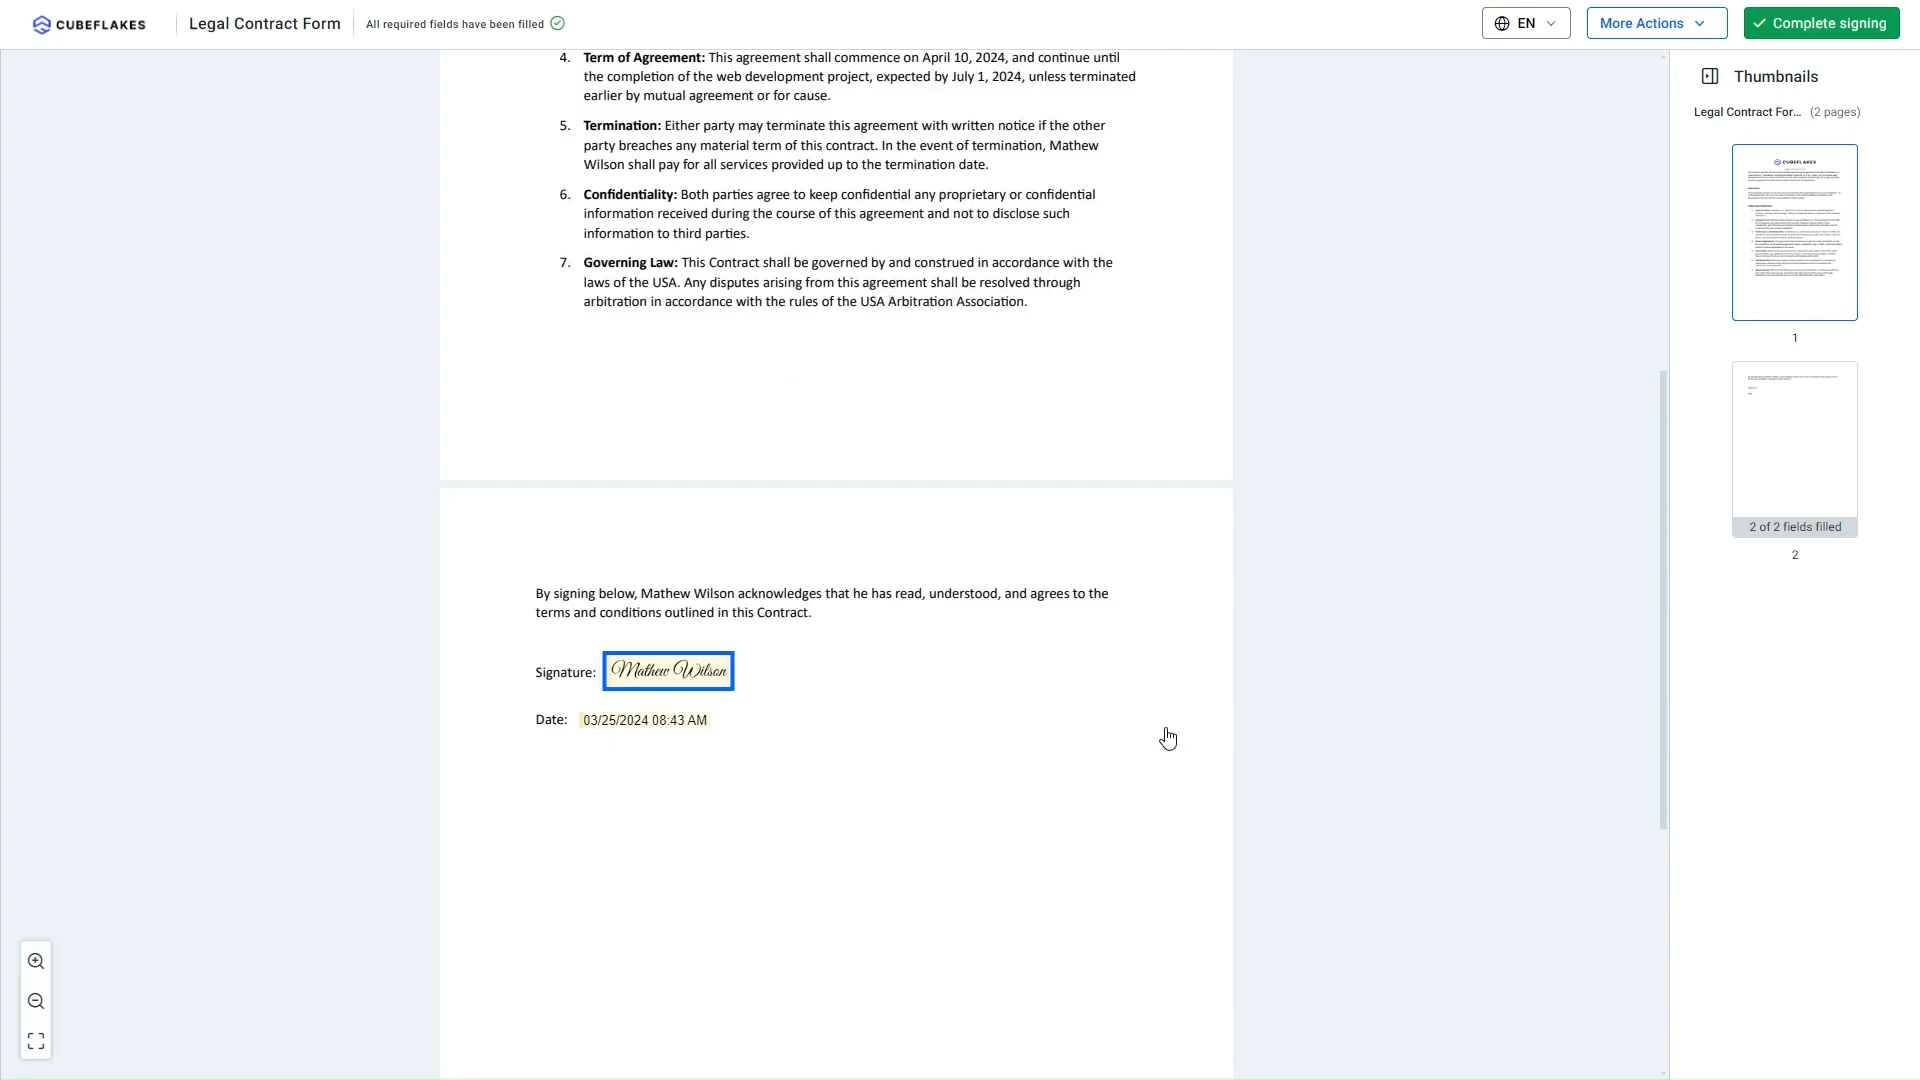 CUBEFLAKES
Legal Contract Form
All required fields have been filled
EN
More Actions
Complete signing
4. Term of Agreement: This agreement shall commence on April 10, 2024, and continue until
the completion of the web development project, expected by July 1, 2024, unless terminated
earlier by mutual agreement or for cause.
5. Termination: Either party may terminate this agreement with written notice if the other
party breaches any material term of this contract. In the event of termination, Mathew
Wilson shall pay for all services provided up to the termination date.
6. Confidentiality: Both parties agree to keep confidential any proprietary or confidential
information received during the course of this agreement and not to disclose such
information to third parties.
7. Governing Law: This Contract shall be governed by and construed in accordance with the
laws of the USA. Any disputes arising from this agreement shall be resolved through
arbitration in accordance with the rules of the USA Arbitration Association.
By signing below, Mathew Wilson acknowledges that he has read, understood, and agrees to the
terms and conditions outlined in this Contract.
Signature: Mathew Wilson
Date: 03/25/2024 08:43 AM
Thumbnails
Legal Contract For... (2 pages)
CUBEFLAKES
1
2 of 2 fields filled
2